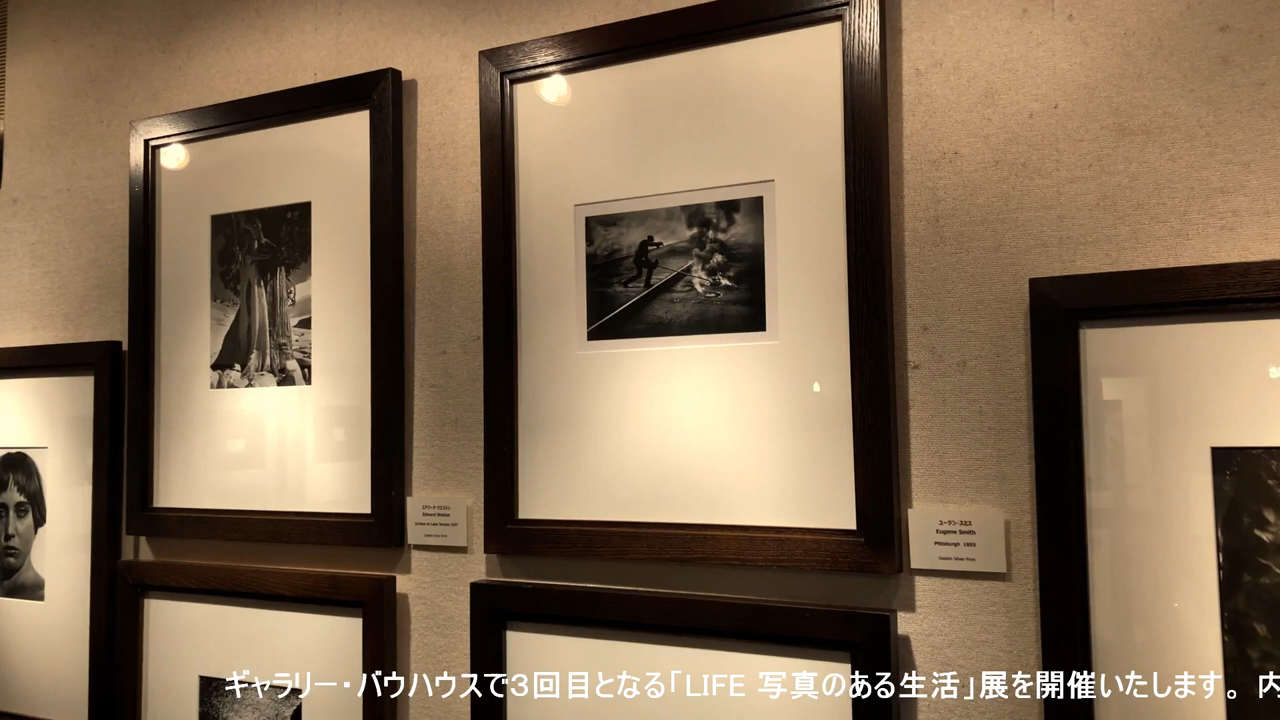 エドワード・ウエストン
Edward Weston
Gelatin Silver Print
ユージン・スミス
Eugene Smith
Pittsburgh 1955
Gelatin Silver Print
ギャラリー・バウハウスで3回目となる「LIFE 写真のある生活」展を開催いたします。内